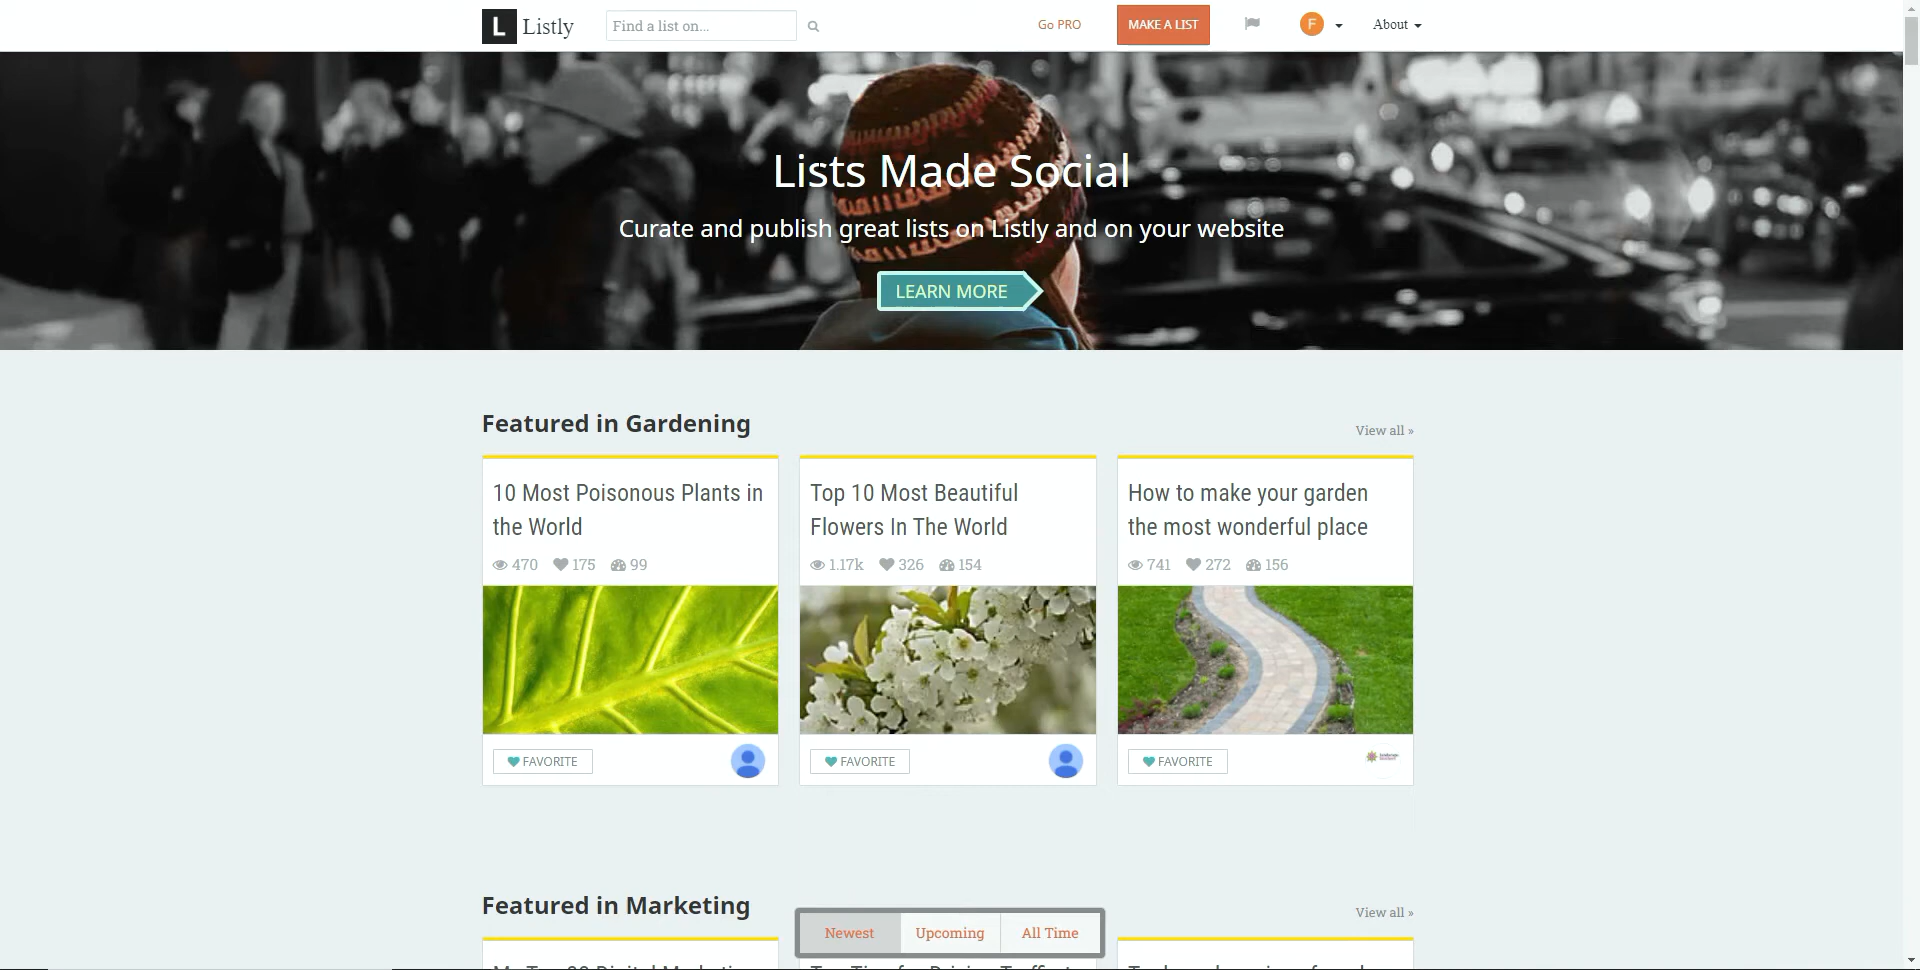 L Listly
Find a list on...
Go PRO
MAKE A LIST
F
About
Lists Made Social
Curate and publish great lists on Listly and on your website
LEARN MORE
Featured in Gardening
View all »
10 Most Poisonous Plants in
the World
470 175 99
FAVORITE
Top 10 Most Beautiful
Flowers In The World
1.17k 326 154
FAVORITE
How to make your garden
the most wonderful place
741 272 156
FAVORITE
Featured in Marketing
View all »
Newest
Upcoming
All Time